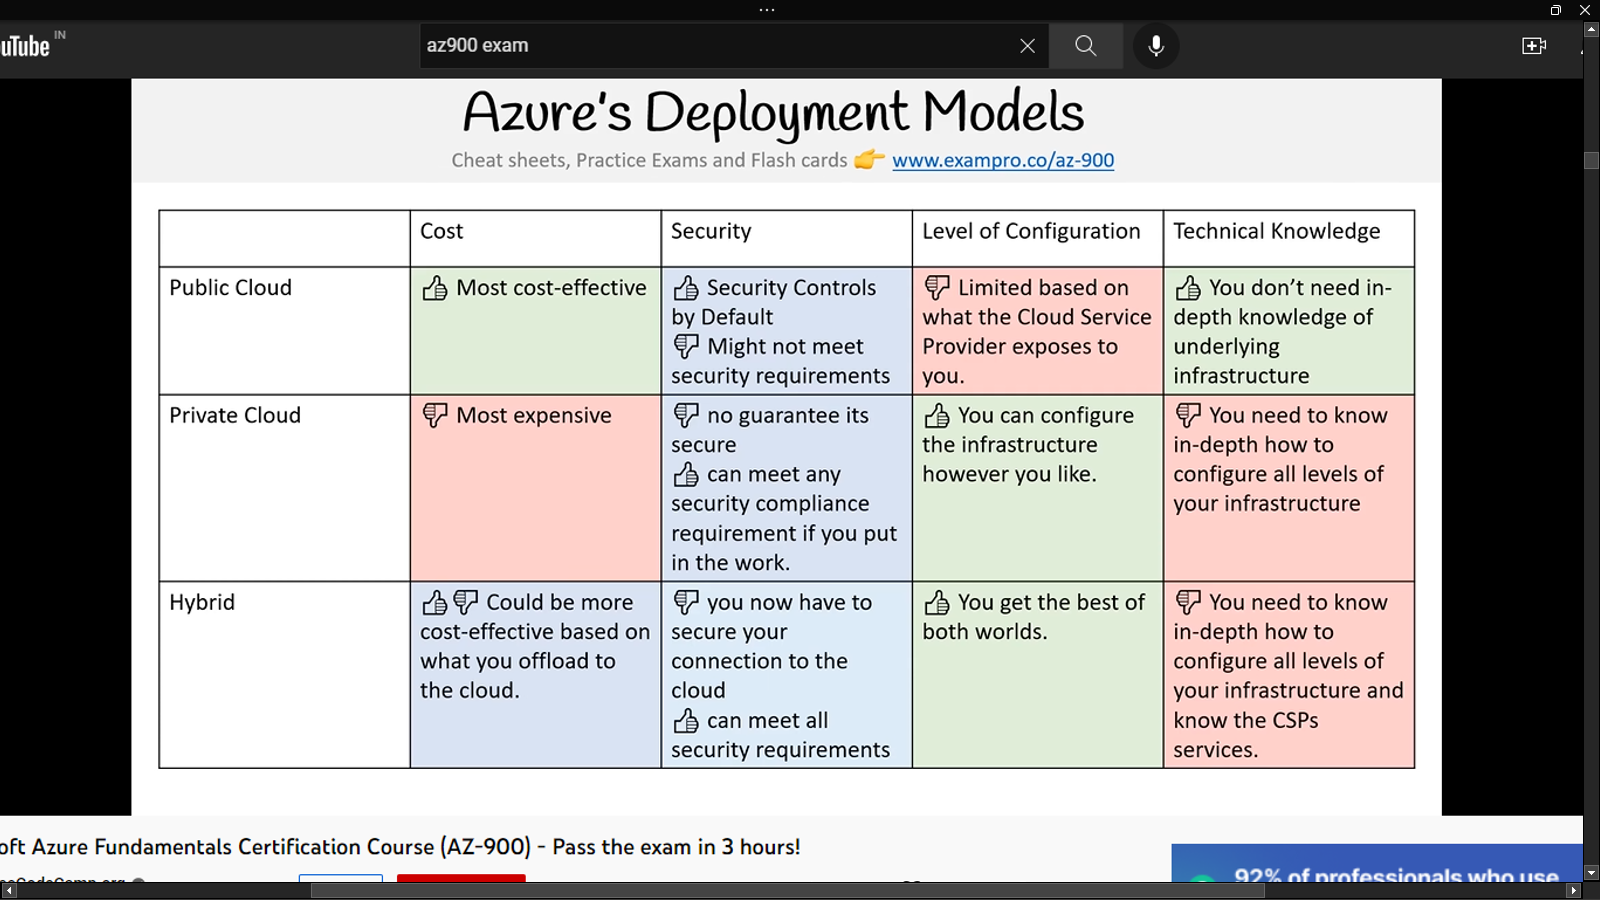 uTube IN
az900 exam
Azure's Deployment Models
Cheat sheets, Practice Exams and Flash cards 👉 www.exampro.co/az-900
Cost
Security
Level of Configuration
Technical Knowledge
Public Cloud
Most cost-effective
Security Controls
by Default
Might not meet
security requirements
Limited based on
what the Cloud Service
Provider exposes to
you.
You don’t need in-
depth knowledge of
underlying
infrastructure
Private Cloud
Most expensive
no guarantee its
secure
can meet any
security compliance
requirement if you put
in the work.
You can configure
the infrastructure
however you like.
You need to know
in-depth how to
configure all levels of
your infrastructure
Hybrid
Could be more
cost-effective based on
what you offload to
the cloud.
you now have to
secure your
connection to the
cloud
can meet all
security requirements
You get the best of
both worlds.
You need to know
in-depth how to
configure all levels of
your infrastructure and
know the CSPs
services.
oft Azure Fundamentals Certification Course (AZ-900) - Pass the exam in 3 hours!
92% of professionals who use